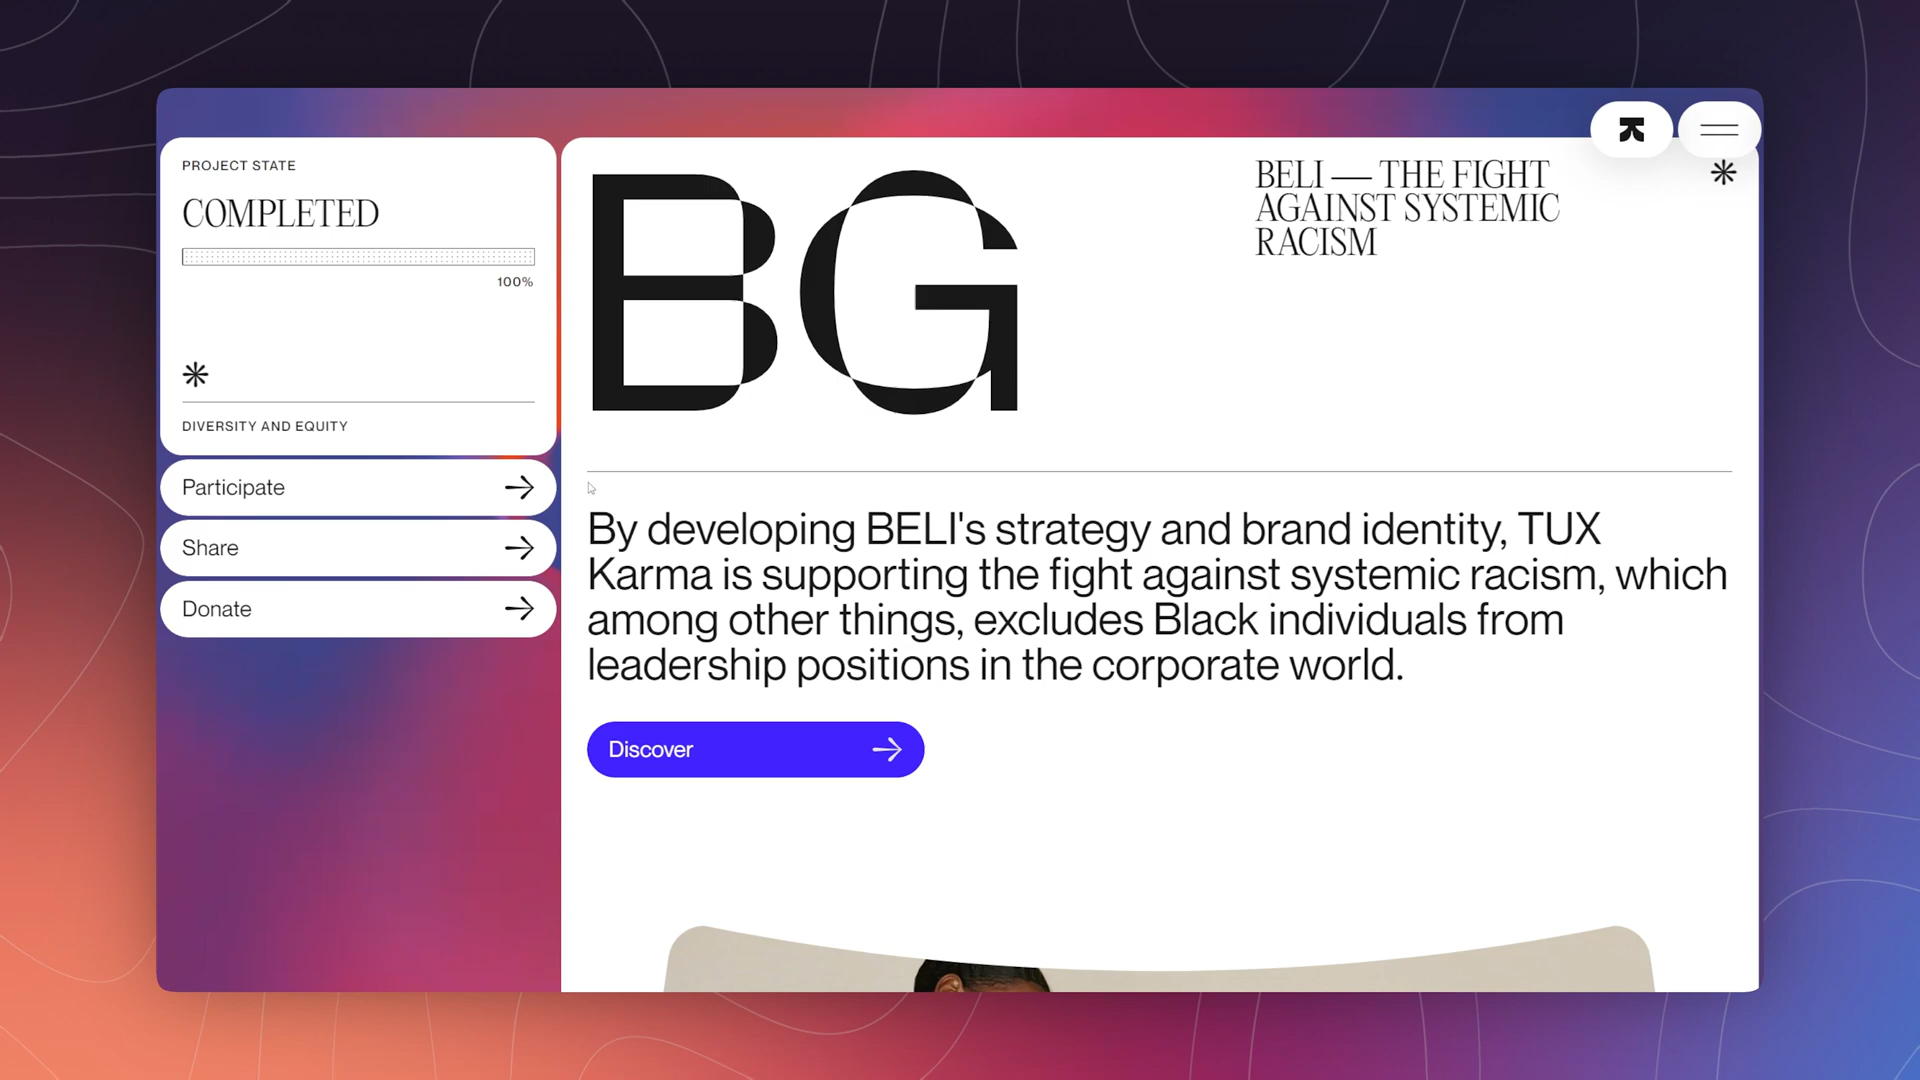 PROJECT STATE
COMPLETED
100%
DIVERSITY AND EQUITY
Participate
Share
Donate
BG
BELI — THE FIGHT
AGAINST SYSTEMIC
RACISM
By developing BELI's strategy and brand identity, TUX
Karma is supporting the fight against systemic racism, which
among other things, excludes Black individuals from
leadership positions in the corporate world.
Discover